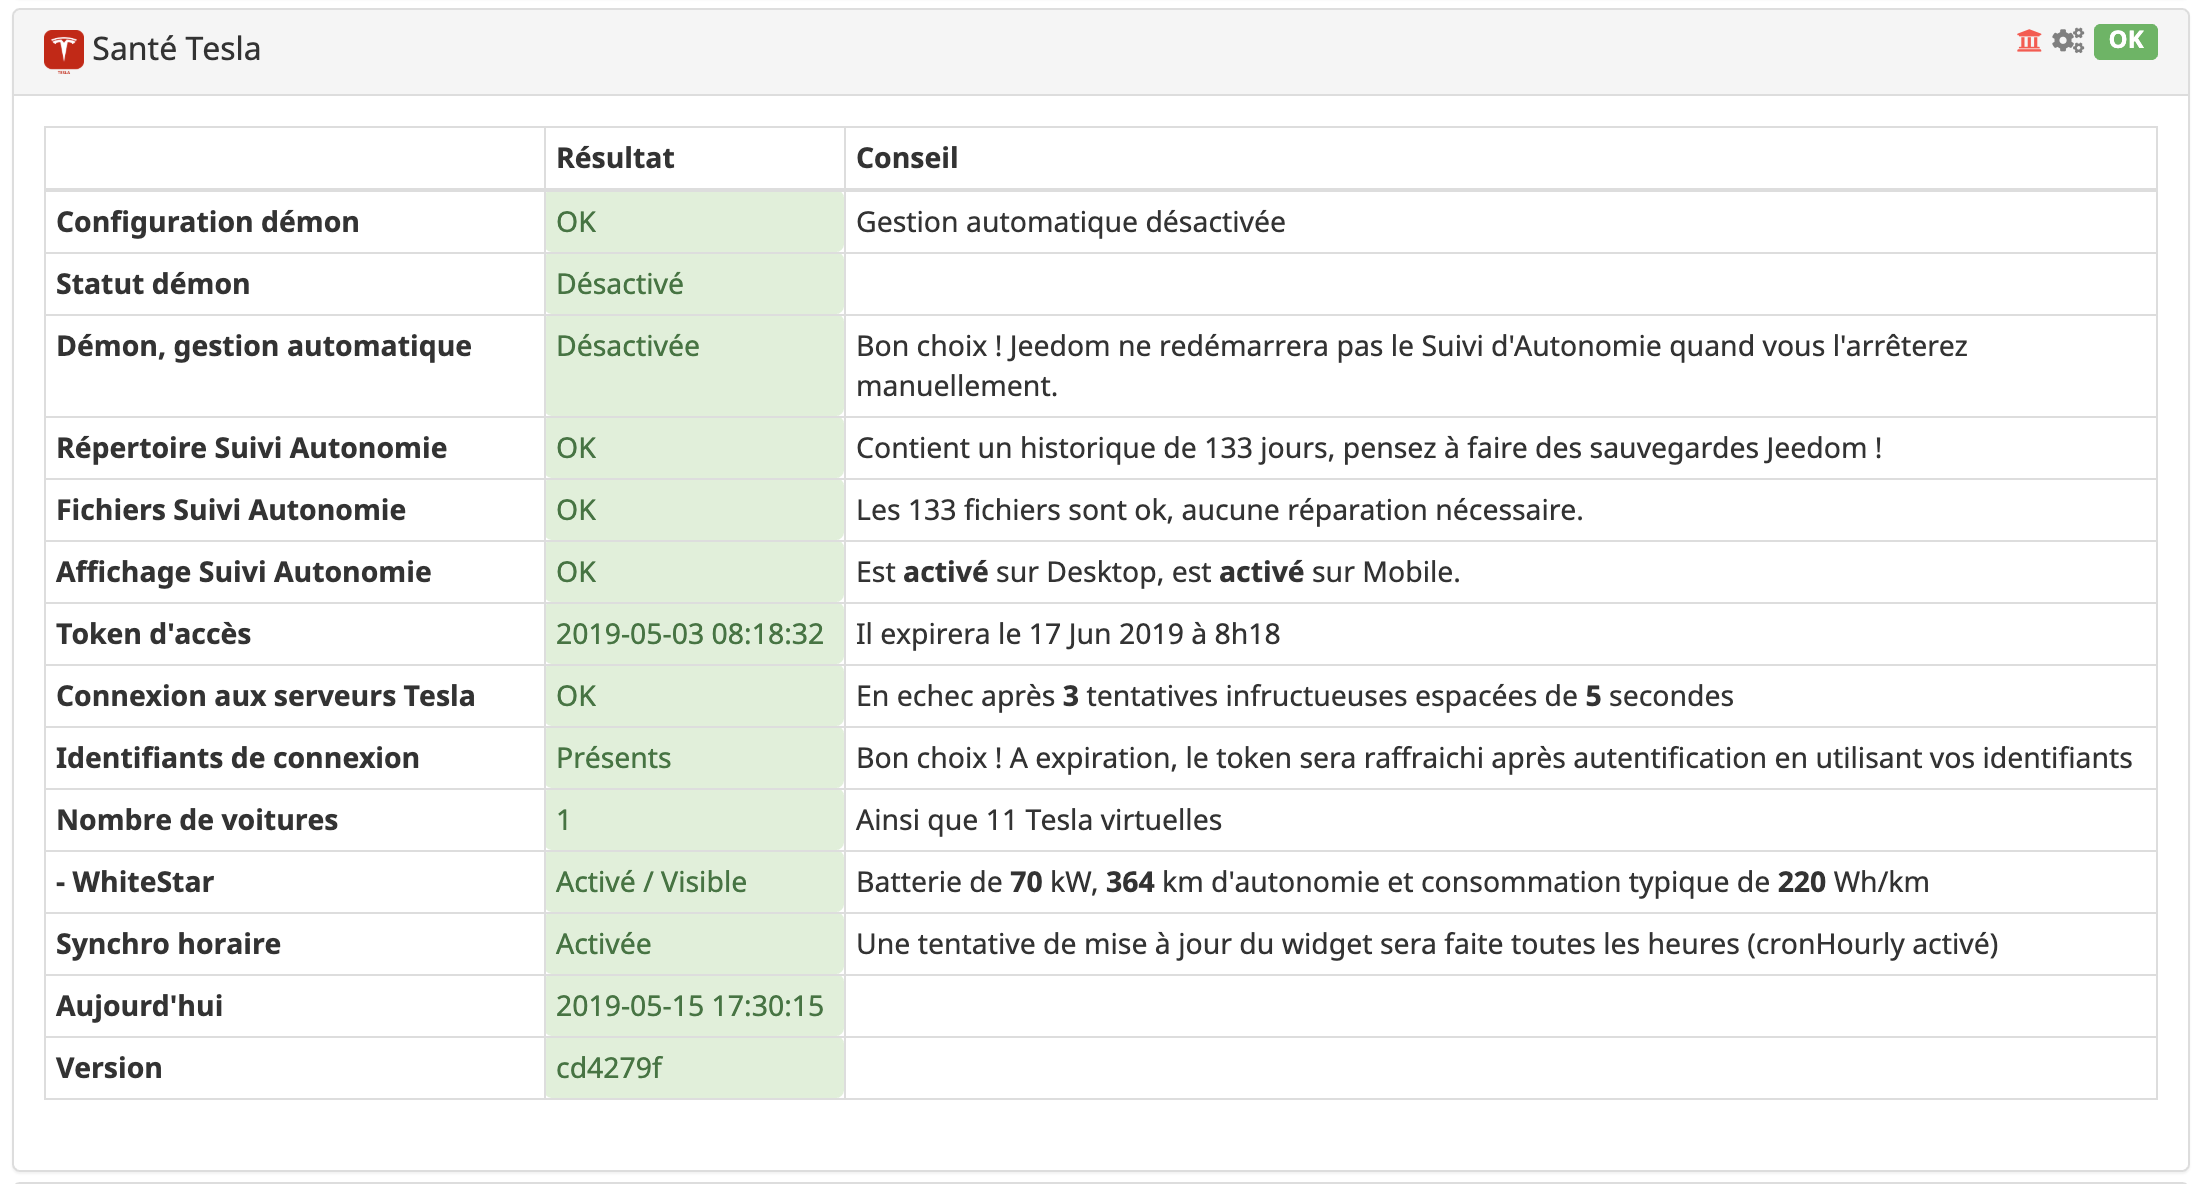 Santé Tesla
OK
Résultat Conseil
Configuration démon OK Gestion automatique désactivée
Statut démon Désactivé
Démon, gestion automatique Désactivée Bon choix ! Jeedom ne redémarrera pas le Suivi d'Autonomie quand vous l'arrêterez
manuellement.
Répertoire Suivi Autonomie OK Contient un historique de 133 jours, pensez à faire des sauvegardes Jeedom !
Fichiers Suivi Autonomie OK Les 133 fichiers sont ok, aucune réparation nécessaire.
Affichage Suivi Autonomie OK Est activé sur Desktop, est activé sur Mobile.
Token d'accès 2019-05-03 08:18:32 Il expirera le 17 Jun 2019 à 8h18
Connexion aux serveurs Tesla OK En echec après 3 tentatives infructueuses espacées de 5 secondes
Identifiants de connexion Présents Bon choix ! A expiration, le token sera raffraichi après autentification en utilisant vos identifiants
Nombre de voitures 1 Ainsi que 11 Tesla virtuelles
- WhiteStar Activé / Visible Batterie de 70 kW, 364 km d'autonomie et consommation typique de 220 Wh/km
Synchro horaire Activée Une tentative de mise à jour du widget sera faite toutes les heures (cronHourly activé)
Aujourd'hui 2019-05-15 17:30:15
Version cd4279f